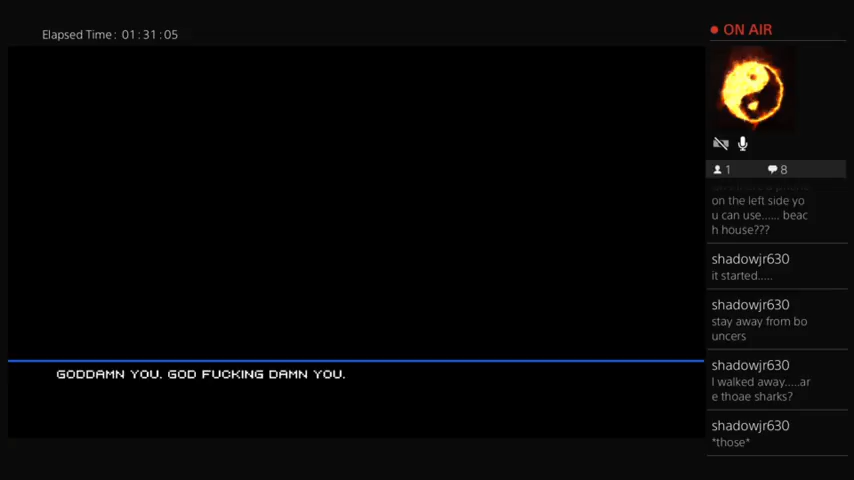 Elapsed Time: 01:31:05
ON AIR
1
8
on the left side yo
u can use...... beac
h house???
shadowjr630
it started.....
shadowjr630
stay away from bo
uncers
shadowjr630
I walked away.....ar
e thoae sharks?
shadowjr630
*those*
GODDAMN YOU. GOD FUCKING DAMN YOU.